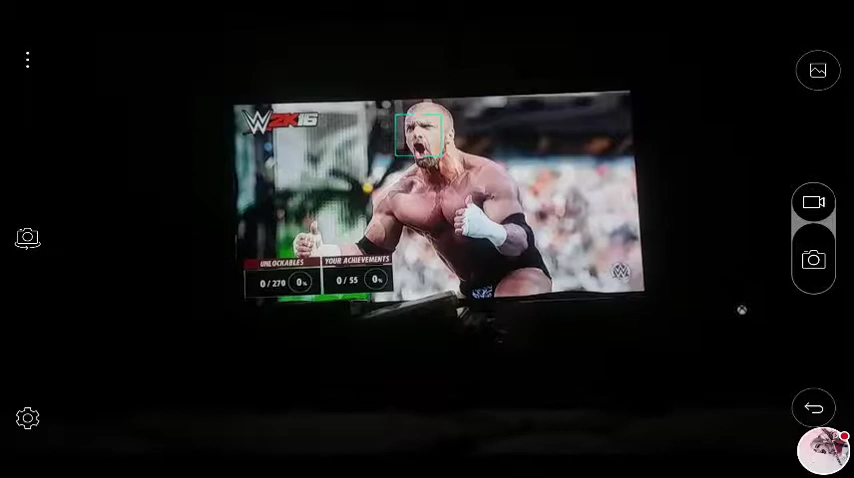 W2K16
UNLOCKABLES
YOUR ACHIEVEMENTS
0 / 270
0%
0 / 55
0%